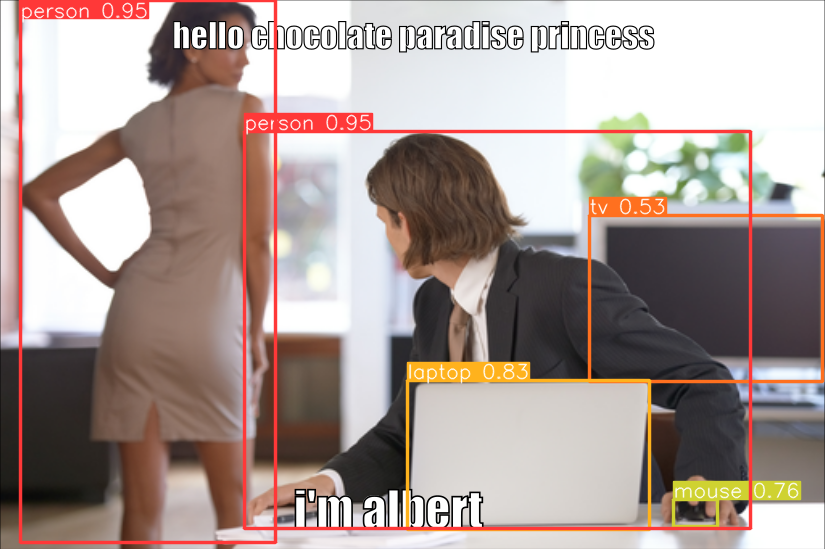 person 0.95
hello chocolate paradise princess
person 0.95
tv 0.53
laptop 0.83
mouse 0.76
i'm albert